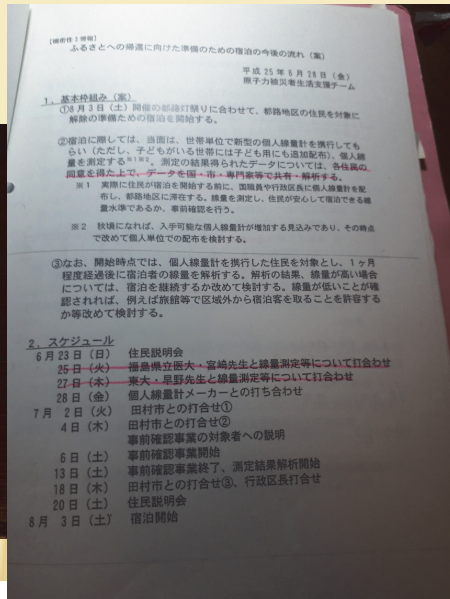 【機密性2情報】
ふるさとへの帰還に向けた準備のための宿泊の今後の流れ（案）
平成25年6月28日（金）
原子力被災者生活支援チーム
1．基本枠組み（案）
①8月3日（土）開催の都路灯祭りに合わせて、都路地区の住民を対象に
解除の準備ための宿泊を開始する。
②宿泊に際しては、当面は、世帯単位で新型の個人線量計を携行しても
らい（ただし、子どもがいる世帯には子ども用にも追加配布）、個人線
量を測定する※1※2。測定の結果得られたデータについては、各住民の
同意を得た上で、データを国・市・専門家等で共有・解析する。
※1　実際に住民が宿泊を開始する前に、国職員や行政区長に個人線量計を配
布し、都路地区に滞在する。線量を測定し、住民が安心して宿泊できる線
量水準であるか、事前確認を行う。
※2　秋頃になれば、入手可能な個人線量計が増加する見込みであり、その時点
で改めて個人単位での配布を検討する。
③なお、開始時点では、個人線量計を携行した住民を対象とし、1ヶ月
程度経過後に宿泊者の線量を解析する。解析の結果、線量が高い場合
については、宿泊を継続するか改めて検討する。線量が低いことが確
認されれば、例えば旅館等で区域外から宿泊客を取ることを許容する
か等改めて検討する。
2．スケジュール
6月23日（日）　住民説明会
25日（火）　福島県立医大・宮崎先生と線量測定等について打合わせ
27日（木）　東大・早野先生と線量測定等について打合わせ
28日（金）　個人線量計メーカーとの打ち合わせ
7月　2日（火）　田村市との打合せ①
4日（木）　田村市との打合せ②
事前確認事業の対象者への説明
6日（土）　事前確認事業開始
13日（土）　事前確認事業終了、測定結果解析開始
18日（木）　田村市との打合せ③、行政区長打合せ
20日（土）　住民説明会
8月　3日（土）　宿泊開始